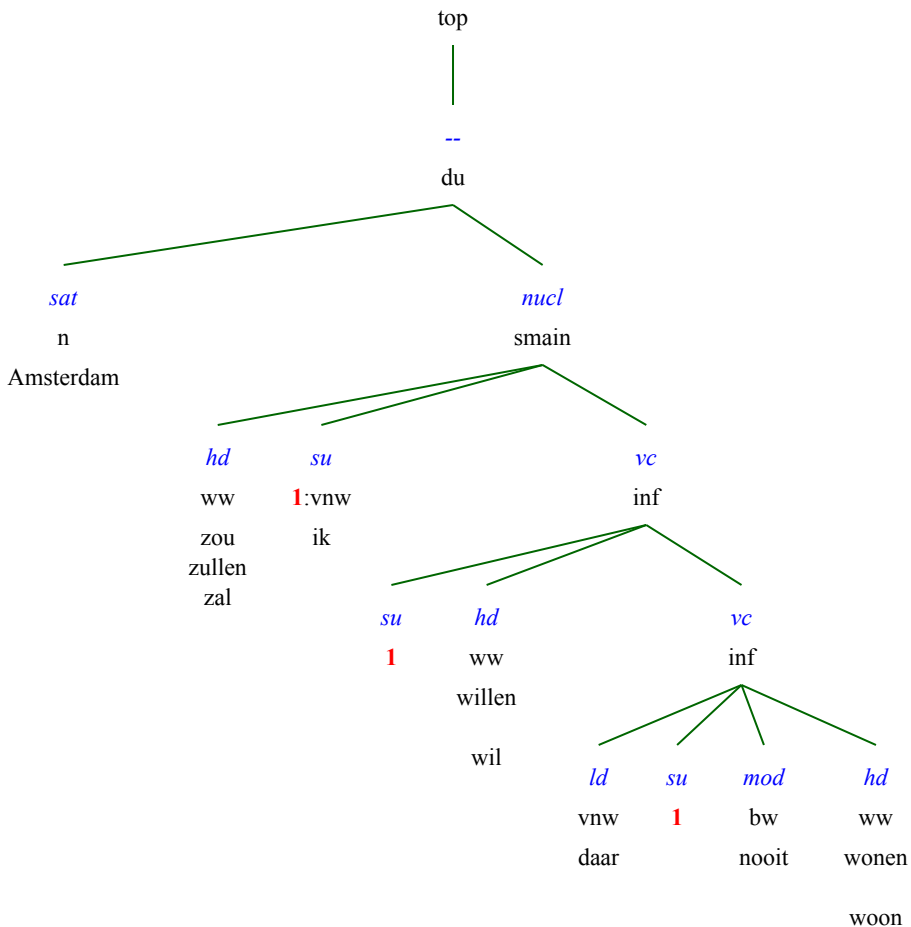 top
--
du
sat nucl
n smain
Amsterdam
hd su vc
ww 1:vnw inf
zou ik
zullen
zal
su hd vc
1 ww inf
willen
wil
ld su mod hd
vnw 1 bw ww
daar nooit wonen
woon